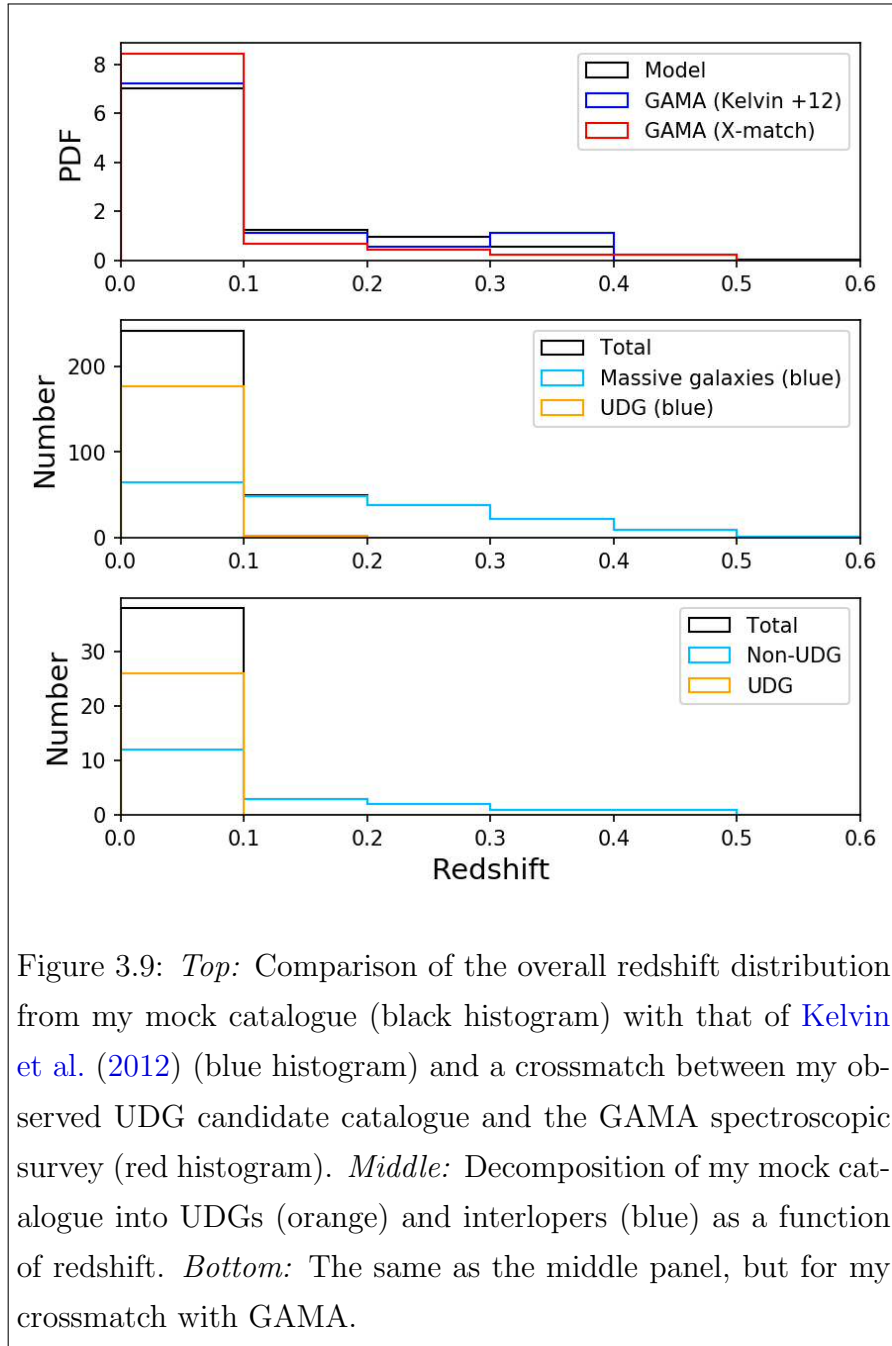 8
6
4
2
0
PDF
Model
GAMA (Kelvin +12)
GAMA (X-match)
0.0 0.1 0.2 0.3 0.4 0.5 0.6
200
100
0
Number
Total
Massive galaxies (blue)
UDG (blue)
0.0 0.1 0.2 0.3 0.4 0.5 0.6
30
20
10
0
Number
Total
Non-UDG
UDG
0.0 0.1 0.2 0.3 0.4 0.5 0.6
Redshift
Figure 3.9: Top: Comparison of the overall redshift distribution
from my mock catalogue (black histogram) with that of Kelvin
et al. (2012) (blue histogram) and a crossmatch between my ob-
served UDG candidate catalogue and the GAMA spectroscopic
survey (red histogram). Middle: Decomposition of my mock cat-
alogue into UDGs (orange) and interlopers (blue) as a function
of redshift. Bottom: The same as the middle panel, but for my
crossmatch with GAMA.